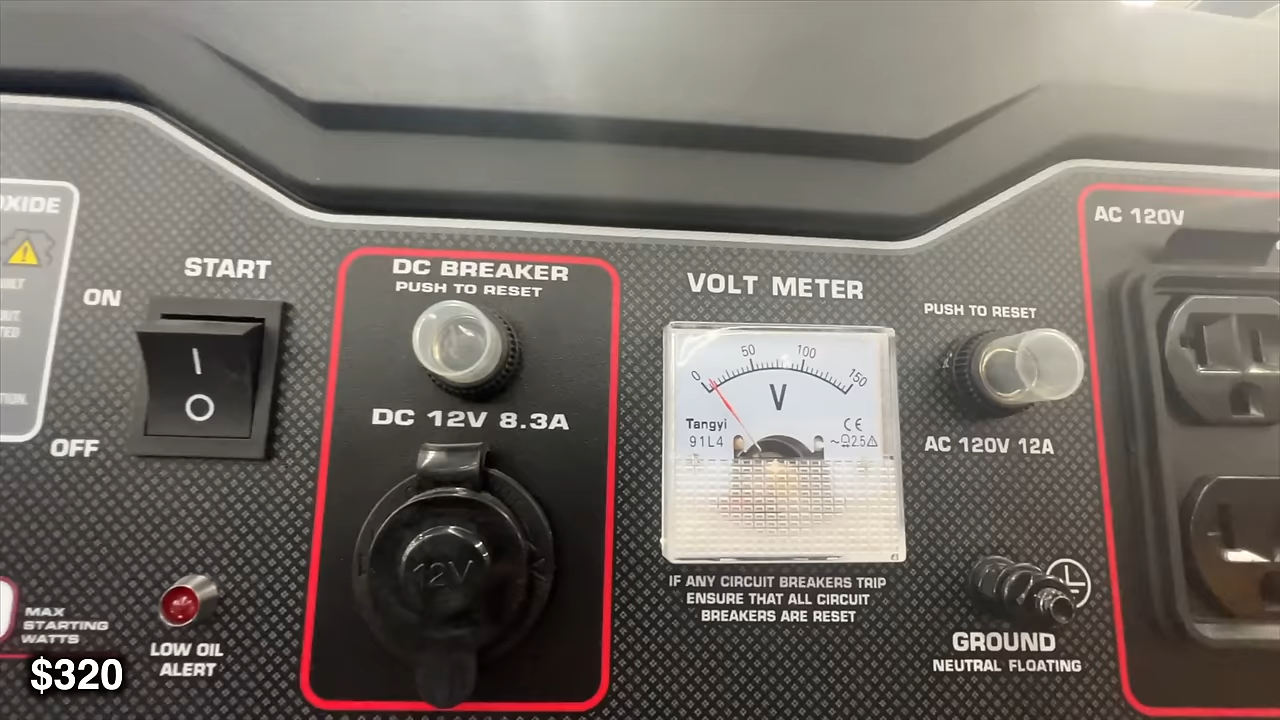 OXIDE
START
ON
OFF
DC BREAKER
PUSH TO RESET
DC 12V 8.3A
12V
VOLT METER
0 50 100 150
V
Tangyi
91L4
CE
2.5
IF ANY CIRCUIT BREAKERS TRIP
ENSURE THAT ALL CIRCUIT
BREAKERS ARE RESET
PUSH TO RESET
AC 120V 12A
GROUND
NEUTRAL FLOATING
AC 120V
MAX
STARTING
WATTS
LOW OIL
ALERT
$320